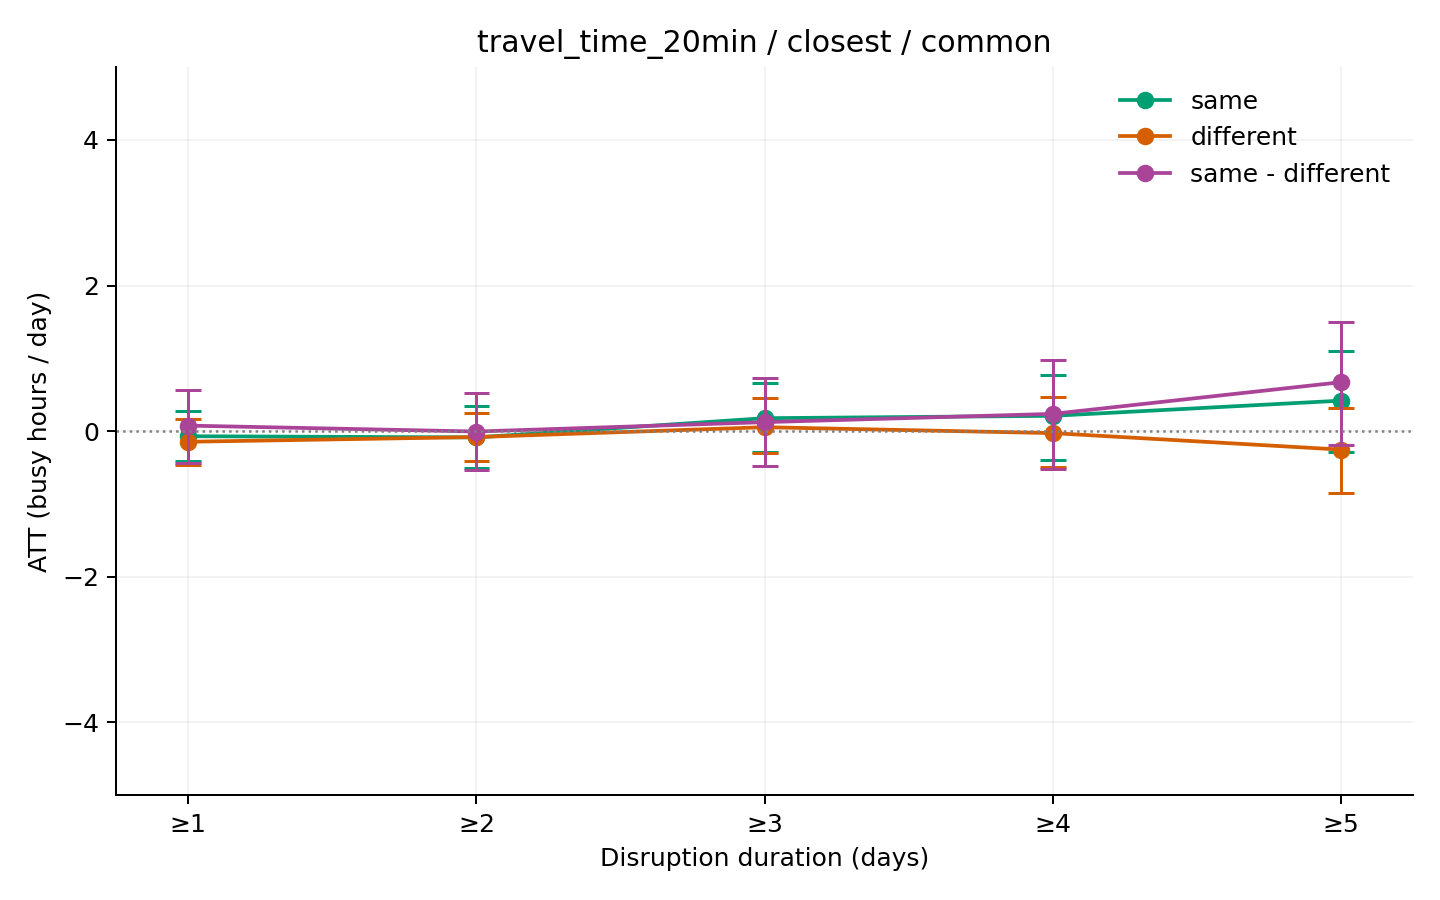 travel_time_20min / closest / common
same
different
same - different
ATT (busy hours / day)
4
2
0
−2
−4
≥1
≥2
≥3
≥4
≥5
Disruption duration (days)